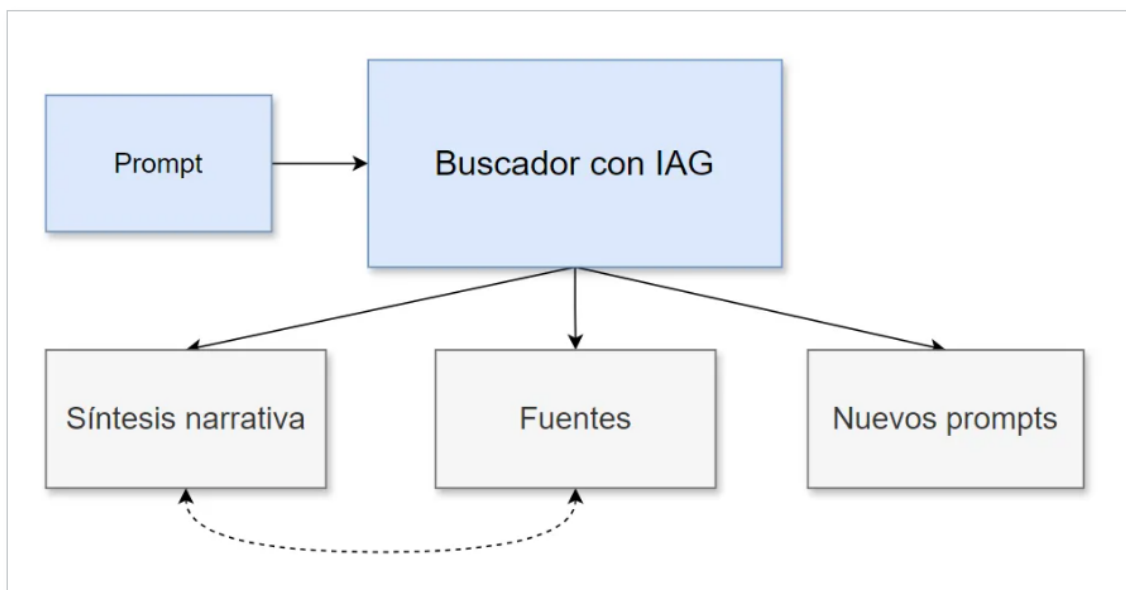 Prompt
Buscador con IAG
Síntesis narrativa
Fuentes
Nuevos prompts